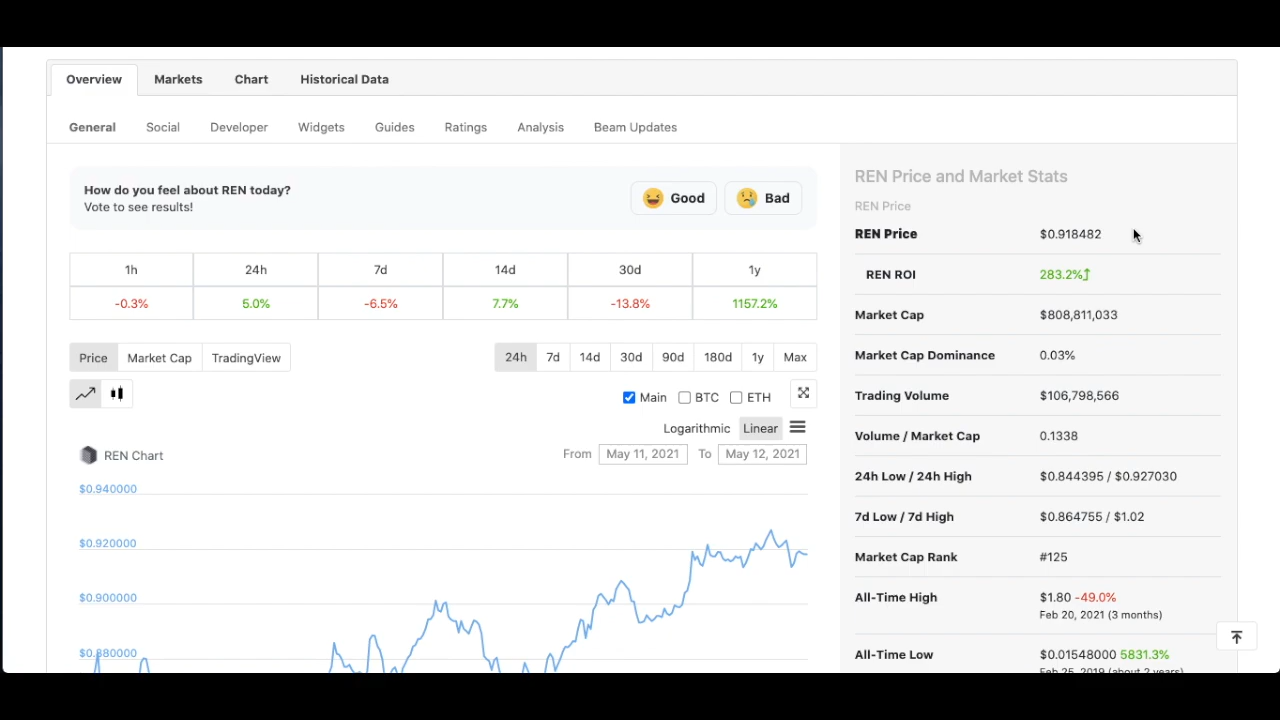 Overview Markets Chart Historical Data
General Social Developer Widgets Guides Ratings Analysis Beam Updates
How do you feel about REN today?
Vote to see results!
Good Bad
1h 24h 7d 14d 30d 1y
-0.3% 5.0% -6.5% 7.7% -13.8% 1157.2%
Price Market Cap TradingView
24h 7d 14d 30d 90d 180d 1y Max
Main BTC ETH
Logarithmic Linear
REN Chart
From May 11, 2021 To May 12, 2021
$0.940000
$0.920000
$0.900000
$0.880000
REN Price and Market Stats
REN Price
REN Price $0.918482
REN ROI 283.2%
Market Cap $808,811,033
Market Cap Dominance 0.03%
Trading Volume $106,798,566
Volume / Market Cap 0.1338
24h Low / 24h High $0.844395 / $0.927030
7d Low / 7d High $0.864755 / $1.02
Market Cap Rank #125
All-Time High $1.80 -49.0%
Feb 20, 2021 (3 months)
All-Time Low $0.01548000 5831.3%
Feb 25, 2019 (about 2 years)